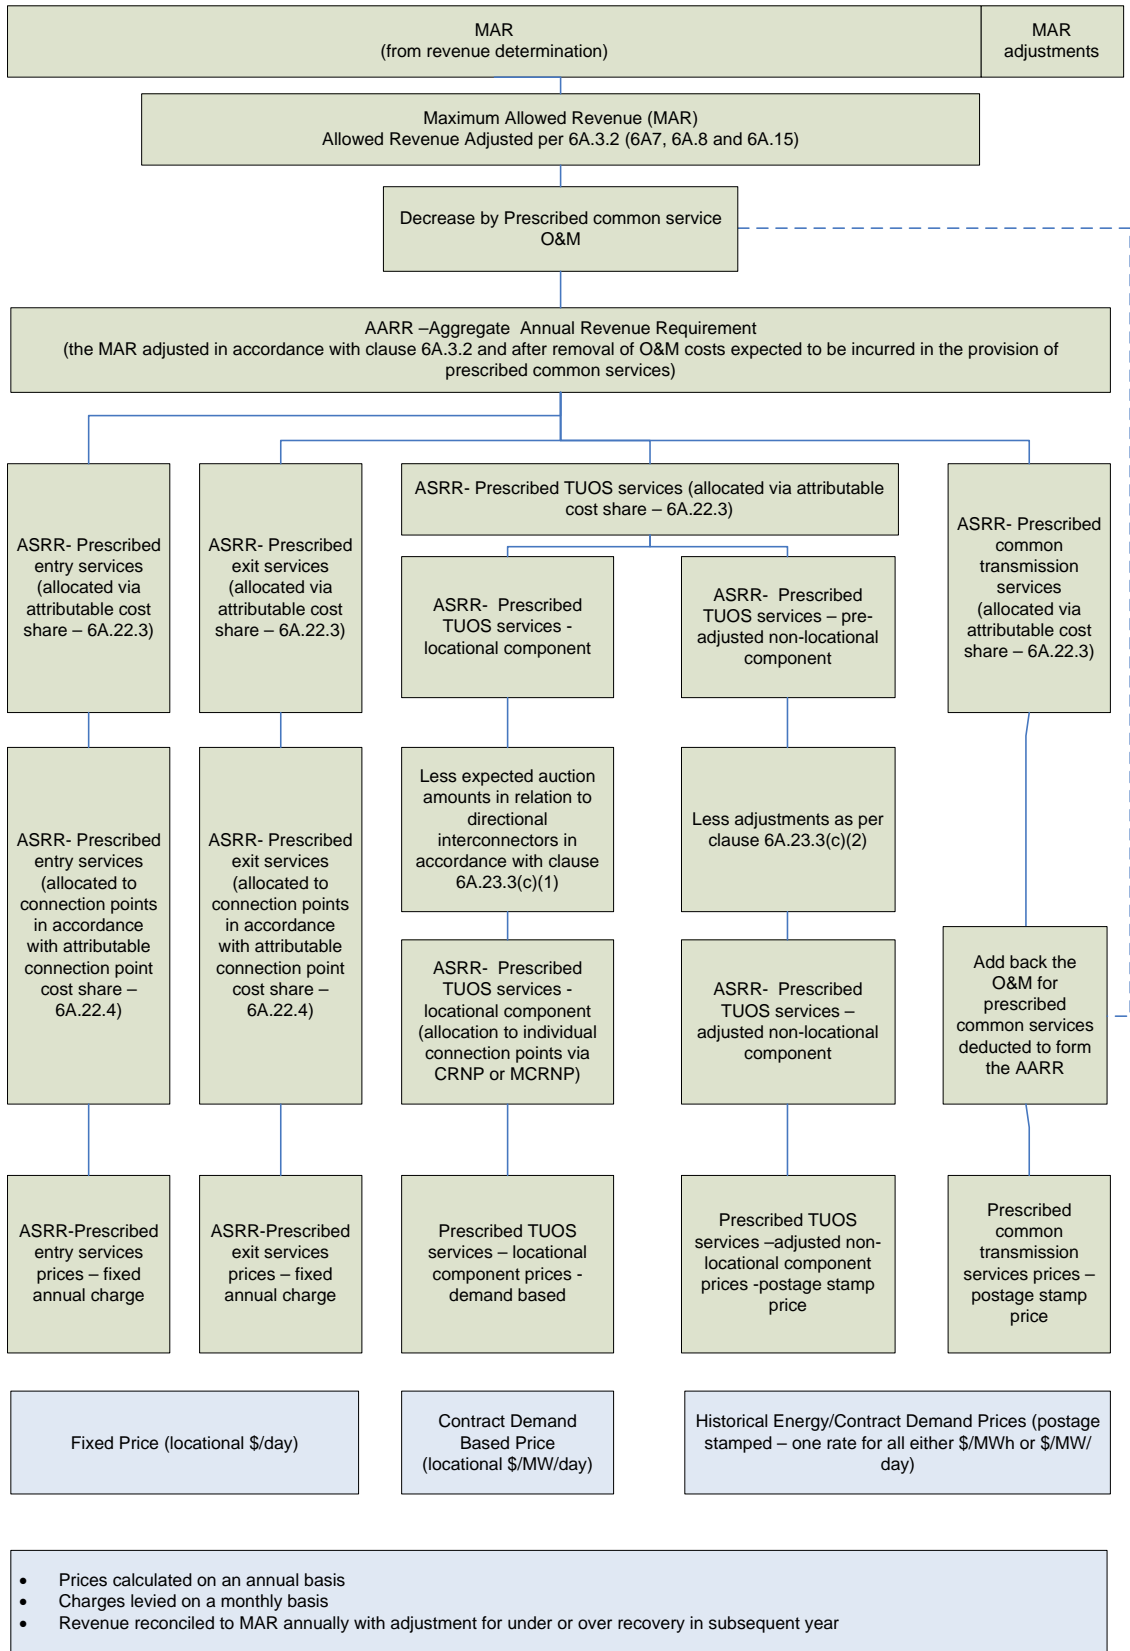 MAR
(from revenue determination)
MAR
adjustments
Maximum Allowed Revenue (MAR)
Allowed Revenue Adjusted per 6A.3.2 (6A7, 6A.8 and 6A.15)
Decrease by Prescribed common service
O&M
AARR –Aggregate  Annual Revenue Requirement
(the MAR adjusted in accordance with clause 6A.3.2 and after removal of O&M costs expected to be incurred in the provision of
prescribed common services)
ASRR- Prescribed
entry services
(allocated via
attributable cost
share – 6A.22.3)
ASRR- Prescribed
exit services
(allocated via
attributable cost
share – 6A.22.3)
ASRR- Prescribed TUOS services (allocated via attributable
cost share – 6A.22.3)
ASRR-  Prescribed
TUOS services -
locational component
ASRR-  Prescribed
TUOS services – pre-
adjusted non-locational
component
ASRR- Prescribed
common
transmission
services
(allocated via
attributable cost
share – 6A.22.3)
ASRR- Prescribed
entry services
(allocated to
connection points
in accordance
with attributable
connection point
cost share –
6A.22.4)
ASRR- Prescribed
exit services
(allocated to
connection points
in accordance
with attributable
connection point
cost share –
6A.22.4)
Less expected auction
amounts in relation to
directional
interconnectors in
accordance with clause
6A.23.3(c)(1)
Less adjustments as per
clause 6A.23.3(c)(2)
ASRR-  Prescribed
TUOS services -
locational component
(allocation to individual
connection points via
CRNP or MCRNP)
ASRR-  Prescribed
TUOS services –
adjusted non-locational
component
Add back the
O&M for
prescribed
common services
deducted to form
the AARR
ASRR-Prescribed
entry services
prices – fixed
annual charge
ASRR-Prescribed
exit services
prices – fixed
annual charge
Prescribed TUOS
services – locational
component prices -
demand based
Prescribed TUOS
services –adjusted non-
locational component
prices -postage stamp
price
Prescribed
common
transmission
services prices –
postage stamp
price
Fixed Price (locational $/day)
Contract Demand
Based Price
(locational $/MW/day)
Historical Energy/Contract Demand Prices (postage
stamped – one rate for all either $/MWh or $/MW/
day)
• Prices calculated on an annual basis
• Charges levied on a monthly basis
• Revenue reconciled to MAR annually with adjustment for under or over recovery in subsequent year